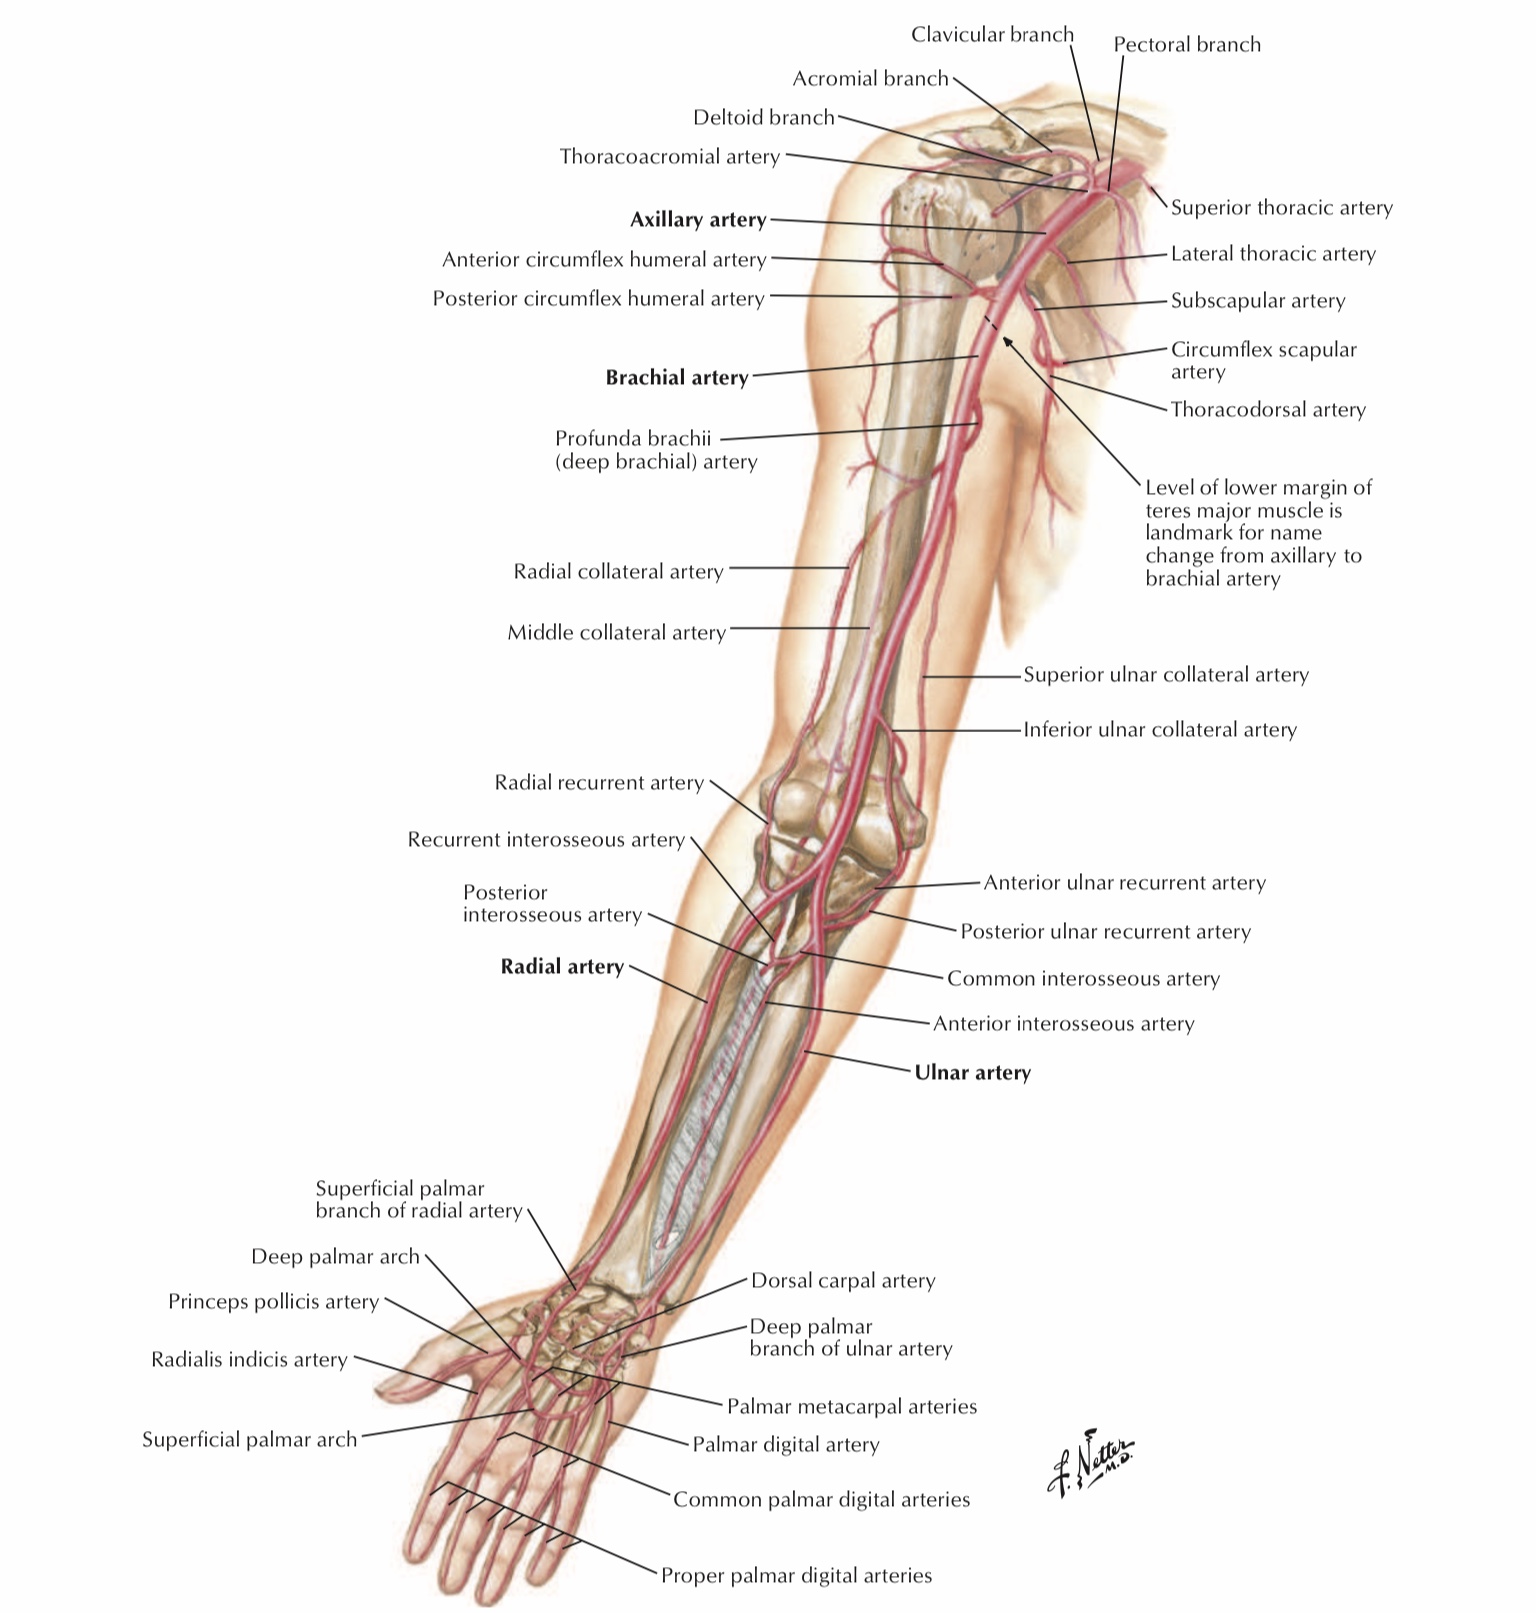 Clavicular branch
Pectoral branch
Acromial branch
Deltoid branch
Thoracoacromial artery
Superior thoracic artery
Axillary artery
Lateral thoracic artery
Anterior circumflex humeral artery
Posterior circumflex humeral artery
Subscapular artery
Circumflex scapular
artery
Brachial artery
Thoracodorsal artery
Profunda brachii
(deep brachial) artery
Level of lower margin of
teres major muscle is
landmark for name
change from axillary to
brachial artery
Radial collateral artery
Middle collateral artery
Superior ulnar collateral artery
Inferior ulnar collateral artery
Radial recurrent artery
Recurrent interosseous artery
Posterior
interosseous artery
Anterior ulnar recurrent artery
Posterior ulnar recurrent artery
Radial artery
Common interosseous artery
Anterior interosseous artery
Ulnar artery
Superficial palmar
branch of radial artery
Deep palmar arch
Princeps pollicis artery
Radialis indicis artery
Superficial palmar arch
Dorsal carpal artery
Deep palmar
branch of ulnar artery
Palmar metacarpal arteries
Palmar digital artery
Common palmar digital arteries
Proper palmar digital arteries
F. Netter
M.D.